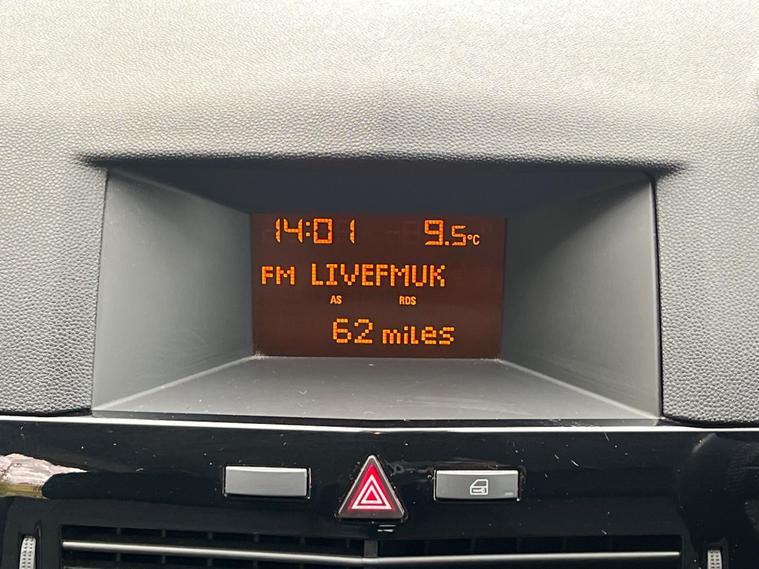 14:01 9.5°C
FM LIVEFMUK
AS RDS
62 miles